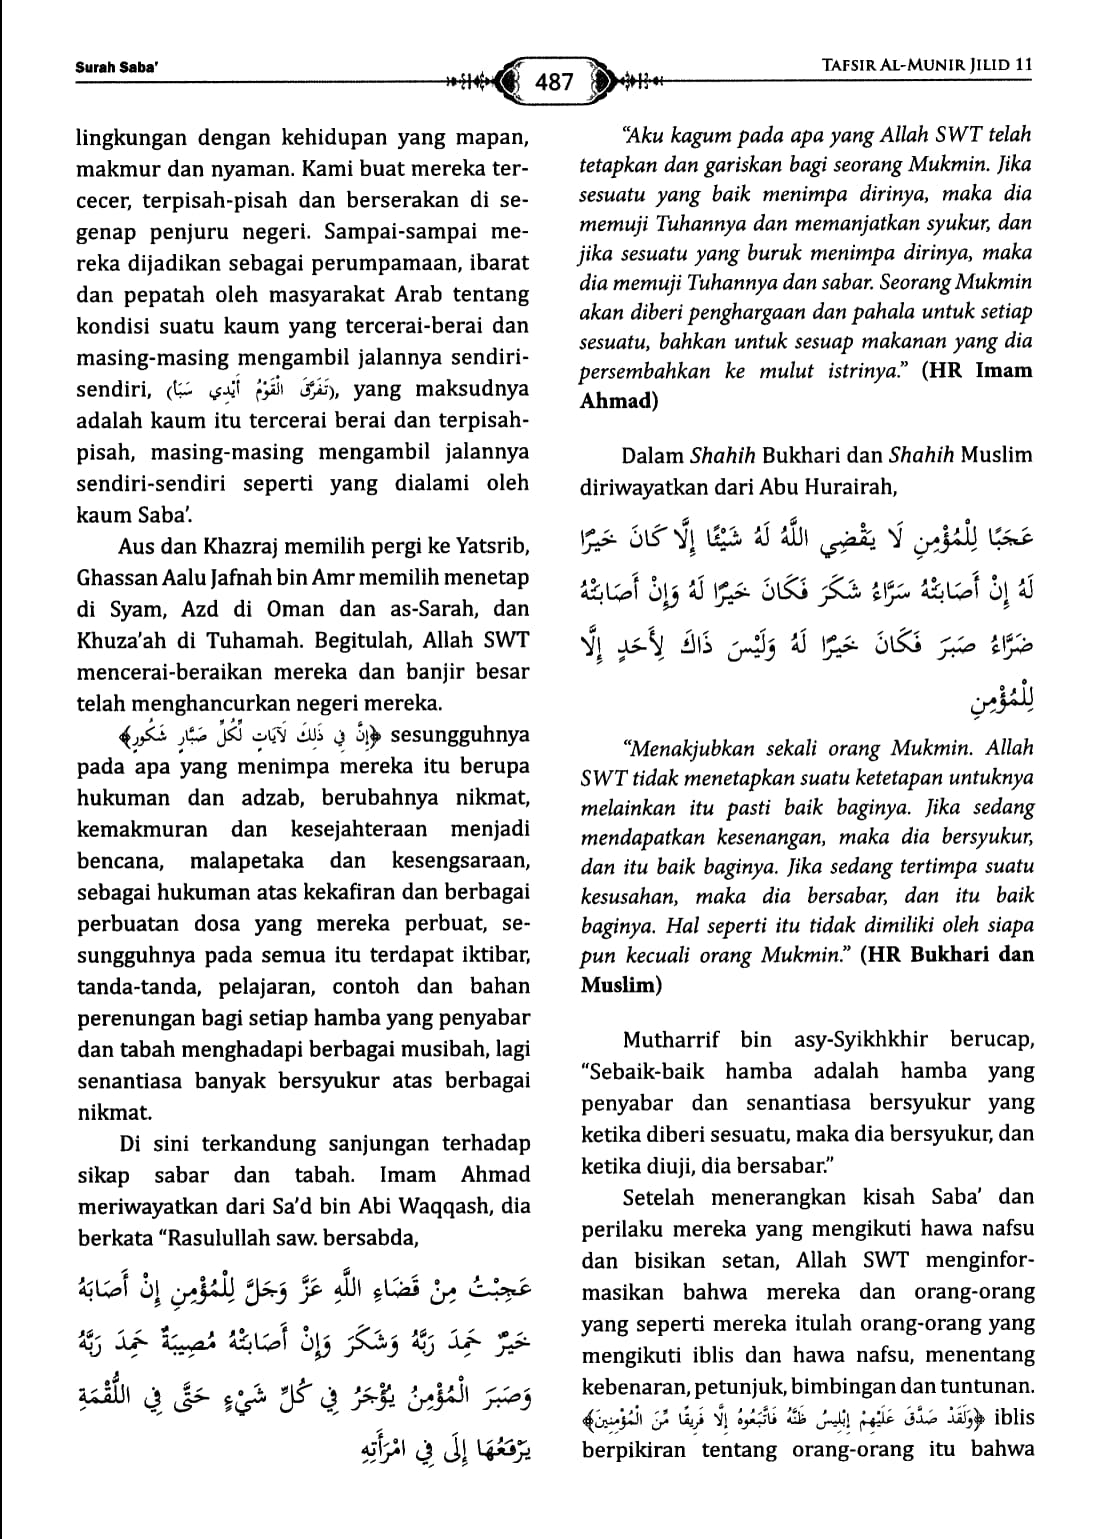 Surah Saba'
487
TAFSIR AL-MUNIR JILID 11
lingkungan dengan kehidupan yang mapan,
makmur dan nyaman. Kami buat mereka ter-
cecer, terpisah-pisah dan berserakan di se-
genap penjuru negeri. Sampai-sampai me-
reka dijadikan sebagai perumpamaan, ibarat
dan pepatah oleh masyarakat Arab tentang
kondisi suatu kaum yang tercerai-berai dan
masing-masing mengambil jalannya sendiri-
sendiri, (تَفَرَّقَ الْقَوْمُ أَيْدِي سَبَأ), yang maksudnya
adalah kaum itu tercerai berai dan terpisah-
pisah, masing-masing mengambil jalannya
sendiri-sendiri seperti yang dialami oleh
kaum Saba'.
Aus dan Khazraj memilih pergi ke Yatsrib,
Ghassan Aalu Jafnah bin Amr memilih menetap
di Syam, Azd di Oman dan as-Sarah, dan
Khuza'ah di Tuhamah. Begitulah, Allah SWT
mencerai-beraikan mereka dan banjir besar
telah menghancurkan negeri mereka.
﴿إِنَّ فِي ذَلِكَ لَآيَاتٍ لِّكُلِّ صَبَّارٍ شَكُورٍ﴾ sesungguhnya
pada apa yang menimpa mereka itu berupa
hukuman dan adzab, berubahnya nikmat,
kemakmuran dan kesejahteraan menjadi
bencana, malapetaka dan kesengsaraan,
sebagai hukuman atas kekafiran dan berbagai
perbuatan dosa yang mereka perbuat, se-
sungguhnya pada semua itu terdapat iktibar,
tanda-tanda, pelajaran, contoh dan bahan
perenungan bagi setiap hamba yang penyabar
dan tabah menghadapi berbagai musibah, lagi
senantiasa banyak bersyukur atas berbagai
nikmat.
Di sini terkandung sanjungan terhadap
sikap sabar dan tabah. Imam Ahmad
meriwayatkan dari Sa'd bin Abi Waqqash, dia
berkata “Rasulullah saw. bersabda,
عَجِبْتُ مِنْ قَضَاءِ اللَّهِ عَزَّ وَجَلَّ لِلْمُؤْمِنِ إِنْ أَصَابَهُ
خَيْرٌ حَمِدَ رَبَّهُ وَشَكَرَ وَإِنْ أَصَابَتْهُ مُصِيبَةٌ حَمِدَ رَبَّهُ
وَصَبَرَ الْمُؤْمِنُ يُؤْجَرُ فِي كُلِّ شَيْءٍ حَتَّى فِي اللُّقْمَةِ
يَرْفَعُهَا إِلَى فِي امْرَأَتِهِ
“Aku kagum pada apa yang Allah SWT telah
tetapkan dan gariskan bagi seorang Mukmin. Jika
sesuatu yang baik menimpa dirinya, maka dia
memuji Tuhannya dan memanjatkan syukur, dan
jika sesuatu yang buruk menimpa dirinya, maka
dia memuji Tuhannya dan sabar. Seorang Mukmin
akan diberi penghargaan dan pahala untuk setiap
sesuatu, bahkan untuk sesuap makanan yang dia
persembahkan ke mulut istrinya.” (HR Imam
Ahmad)
Dalam Shahih Bukhari dan Shahih Muslim
diriwayatkan dari Abu Hurairah,
عَجَبًا لِلْمُؤْمِنِ لَا يَقْضِي اللَّهُ لَهُ شَيْئًا إِلَّا كَانَ خَيْرًا
لَهُ إِنْ أَصَابَتْهُ سَرَّاءُ شَكَرَ فَكَانَ خَيْرًا لَهُ وَإِنْ أَصَابَتْهُ
ضَرَّاءُ صَبَرَ فَكَانَ خَيْرًا لَهُ وَلَيْسَ ذَاكَ لِأَحَدٍ إِلَّا
لِلْمُؤْمِنِ
“Menakjubkan sekali orang Mukmin. Allah
SWT tidak menetapkan suatu ketetapan untuknya
melainkan itu pasti baik baginya. Jika sedang
mendapatkan kesenangan, maka dia bersyukur,
dan itu baik baginya. Jika sedang tertimpa suatu
kesusahan, maka dia bersabar, dan itu baik
baginya. Hal seperti itu tidak dimiliki oleh siapa
pun kecuali orang Mukmin.” (HR Bukhari dan
Muslim)
Mutharrif bin asy-Syikhkhir berucap,
“Sebaik-baik hamba adalah hamba yang
penyabar dan senantiasa bersyukur yang
ketika diberi sesuatu, maka dia bersyukur, dan
ketika diuji, dia bersabar.”
Setelah menerangkan kisah Saba' dan
perilaku mereka yang mengikuti hawa nafsu
dan bisikan setan, Allah SWT menginfor-
masikan bahwa mereka dan orang-orang
yang seperti mereka itulah orang-orang yang
mengikuti iblis dan hawa nafsu, menentang
kebenaran, petunjuk, bimbingan dan tuntunan.
﴿وَلَقَدْ صَدَّقَ عَلَيْهِمْ إِبْلِيسُ ظَنَّهُ فَاتَّبَعُوهُ إِلَّا فَرِيقًا مِّنَ الْمُؤْمِنِينَ﴾ iblis
berpikiran tentang orang-orang itu bahwa